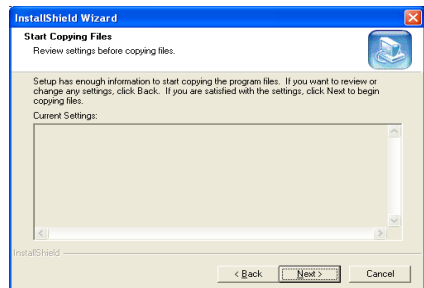 InstallShield Wizard
Start Copying Files
Review settings before copying files.
Setup has enough information to start copying the program files. If you want to review or
change any settings, click Back. If you are satisfied with the settings, click Next to begin
copying files.
Current Settings:
InstallShield
< Back Next > Cancel